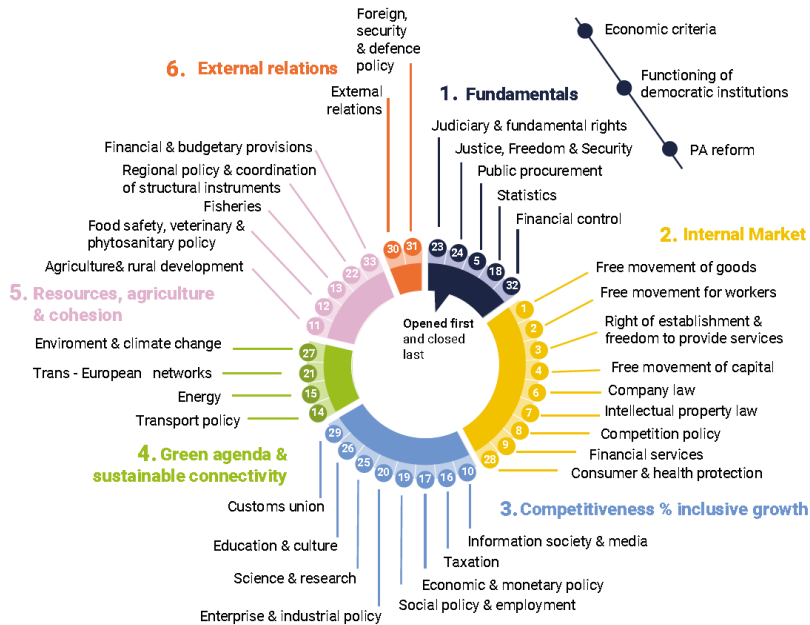 Economic criteria
Functioning of
democratic institutions
PA reform
1. Fundamentals
Judiciary & fundamental rights
Justice, Freedom & Security
Public procurement
Statistics
Financial control
23
24
5
18
32
Opened first
and closed
last
2. Internal Market
Free movement of goods
Free movement for workers
Right of establishment &
freedom to provide services
Free movement of capital
Company law
Intellectual property law
Competition policy
Financial services
Consumer & health protection
1
2
3
4
6
7
8
9
28
3. Competitiveness % inclusive growth
Information society & media
Taxation
Economic & monetary policy
Social policy & employment
Enterprise & industrial policy
Science & research
Education & culture
Customs union
10
16
17
19
20
25
26
29
4. Green agenda &
sustainable connectivity
Transport policy
Energy
Trans - European networks
Enviroment & climate change
14
15
21
27
5. Resources, agriculture
& cohesion
Agriculture& rural development
Food safety, veterinary &
phytosanitary policy
Fisheries
Regional policy & coordination
of structural instruments
Financial & budgetary provisions
11
12
13
22
33
6. External relations
External
relations
Foreign,
security
& defence
policy
30
31